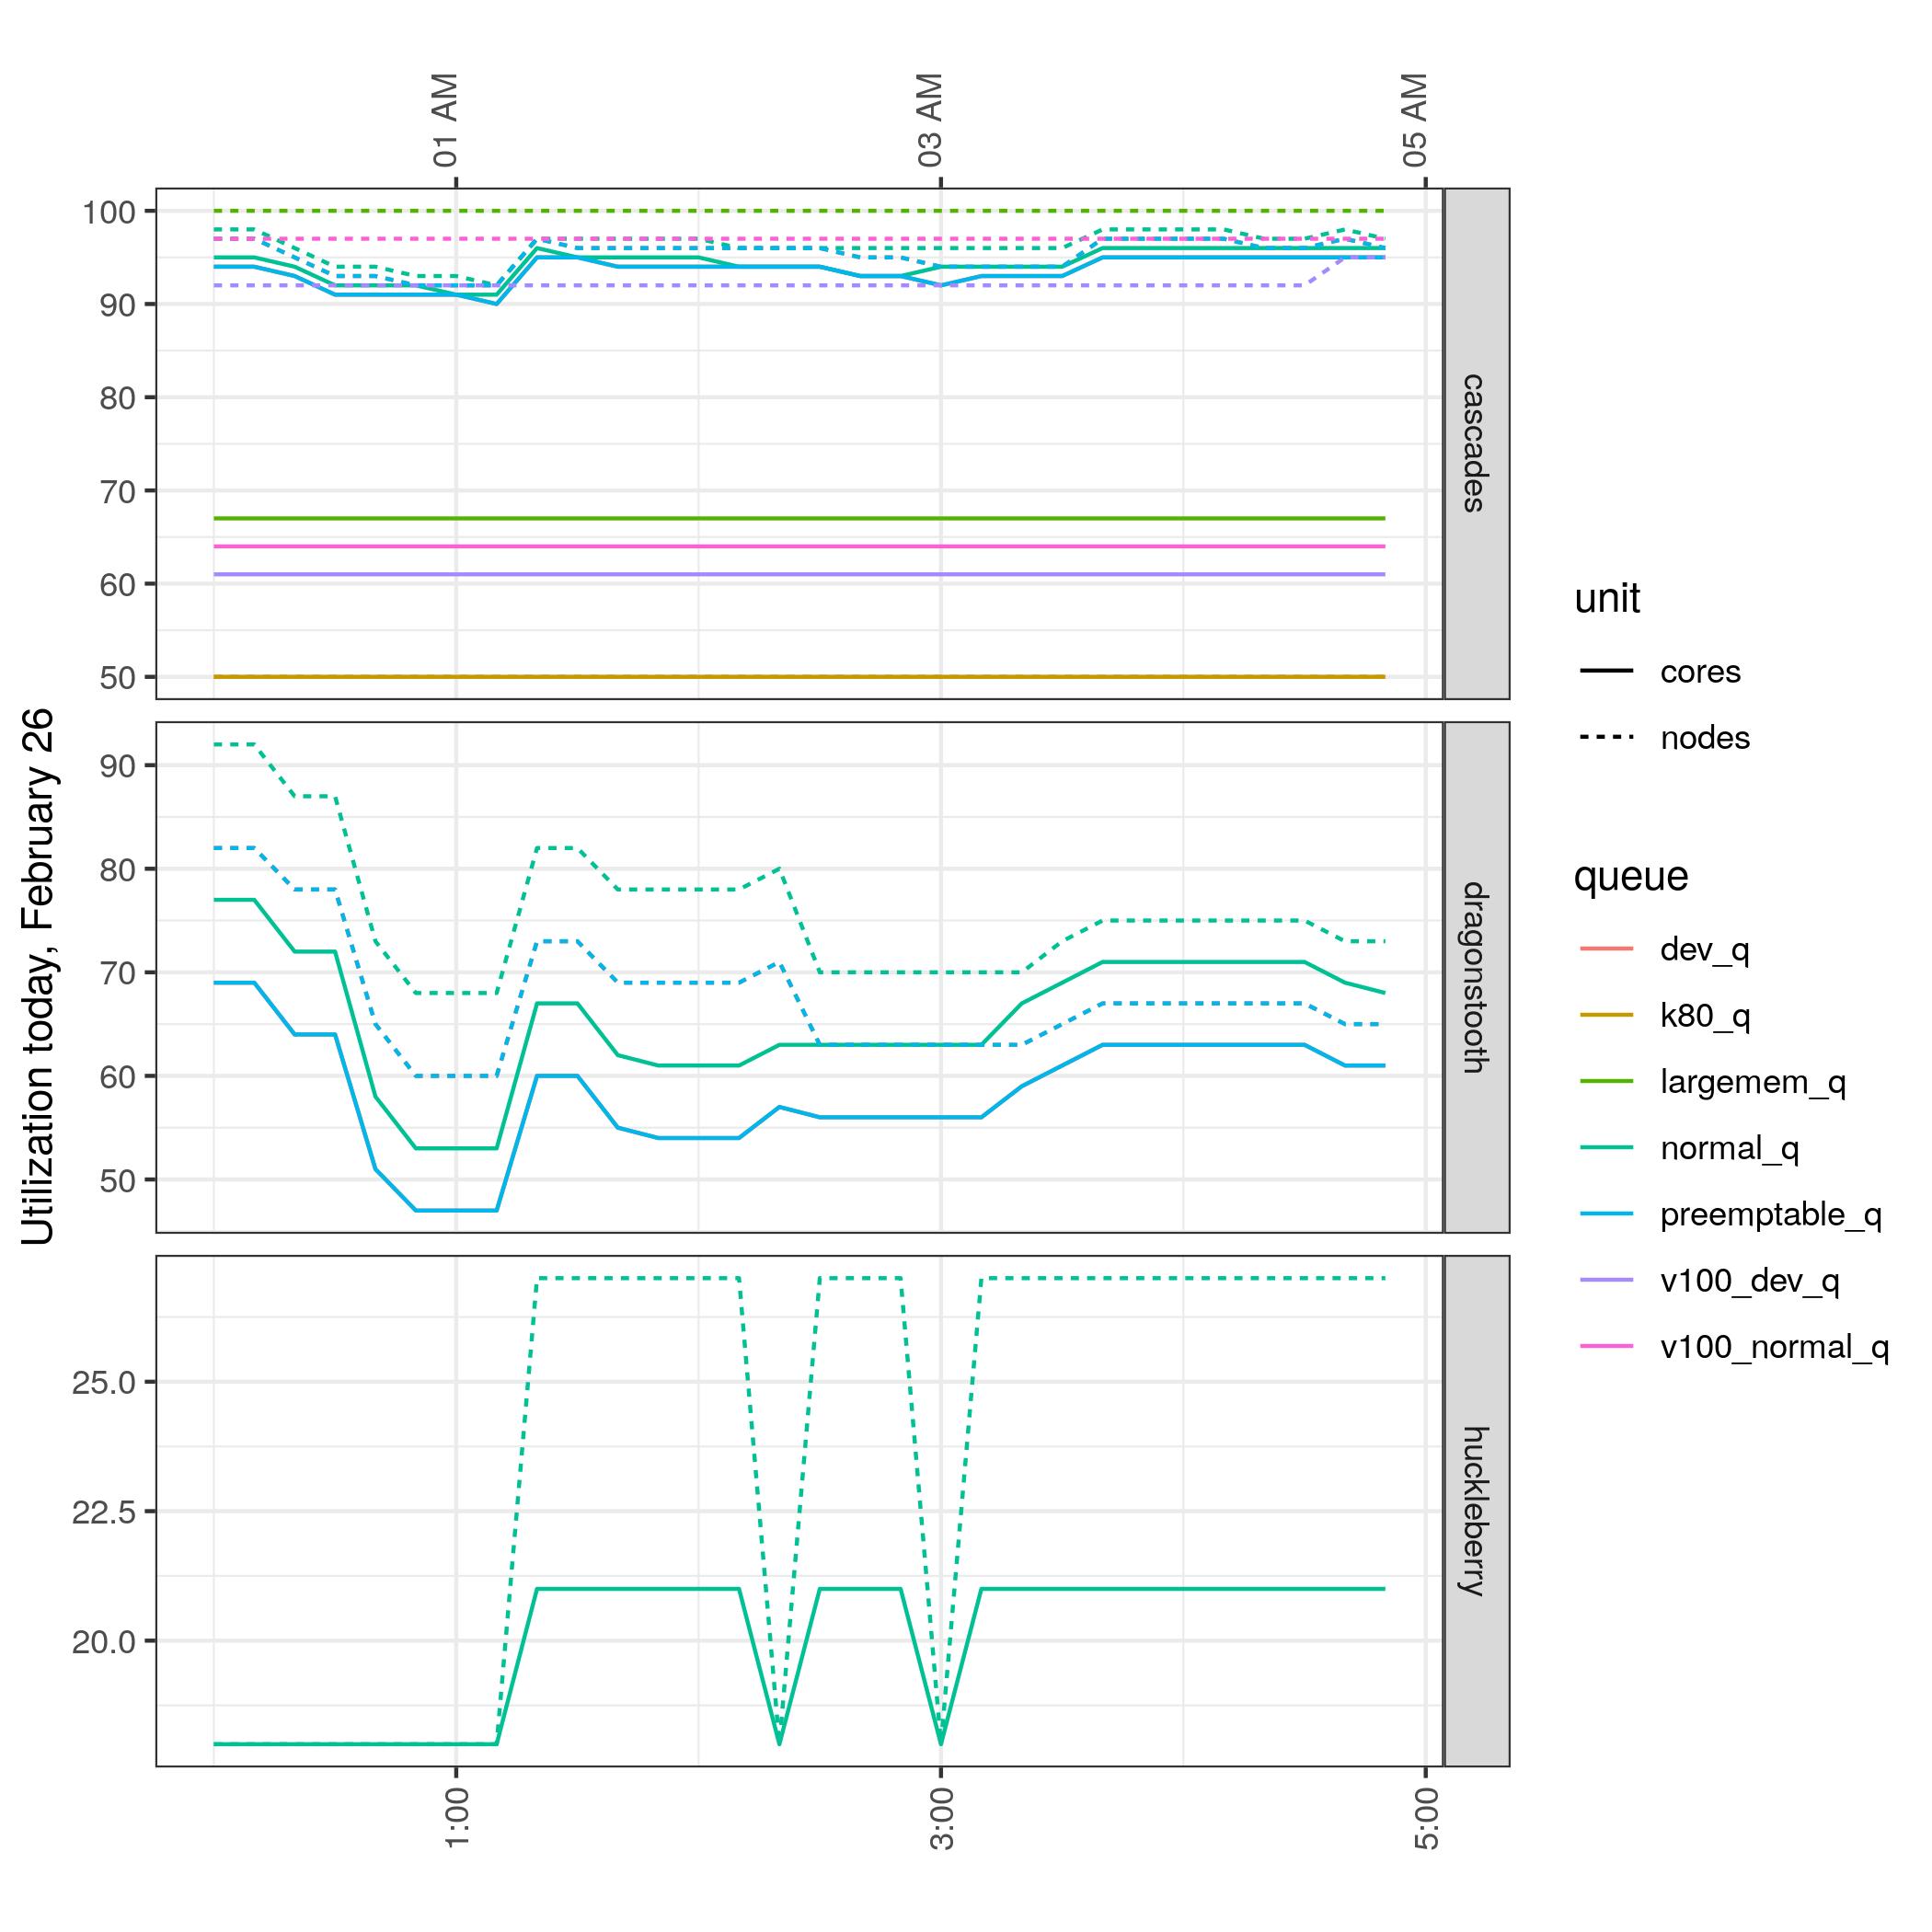 01 AM
03 AM
05 AM
Utilization today, February 26
100
90
80
70
60
50
cascades
90
80
70
60
50
dragonstooth
25.0
22.5
20.0
huckleberry
1:00
3:00
5:00
unit
cores
nodes
queue
dev_q
k80_q
largemem_q
normal_q
preemptable_q
v100_dev_q
v100_normal_q